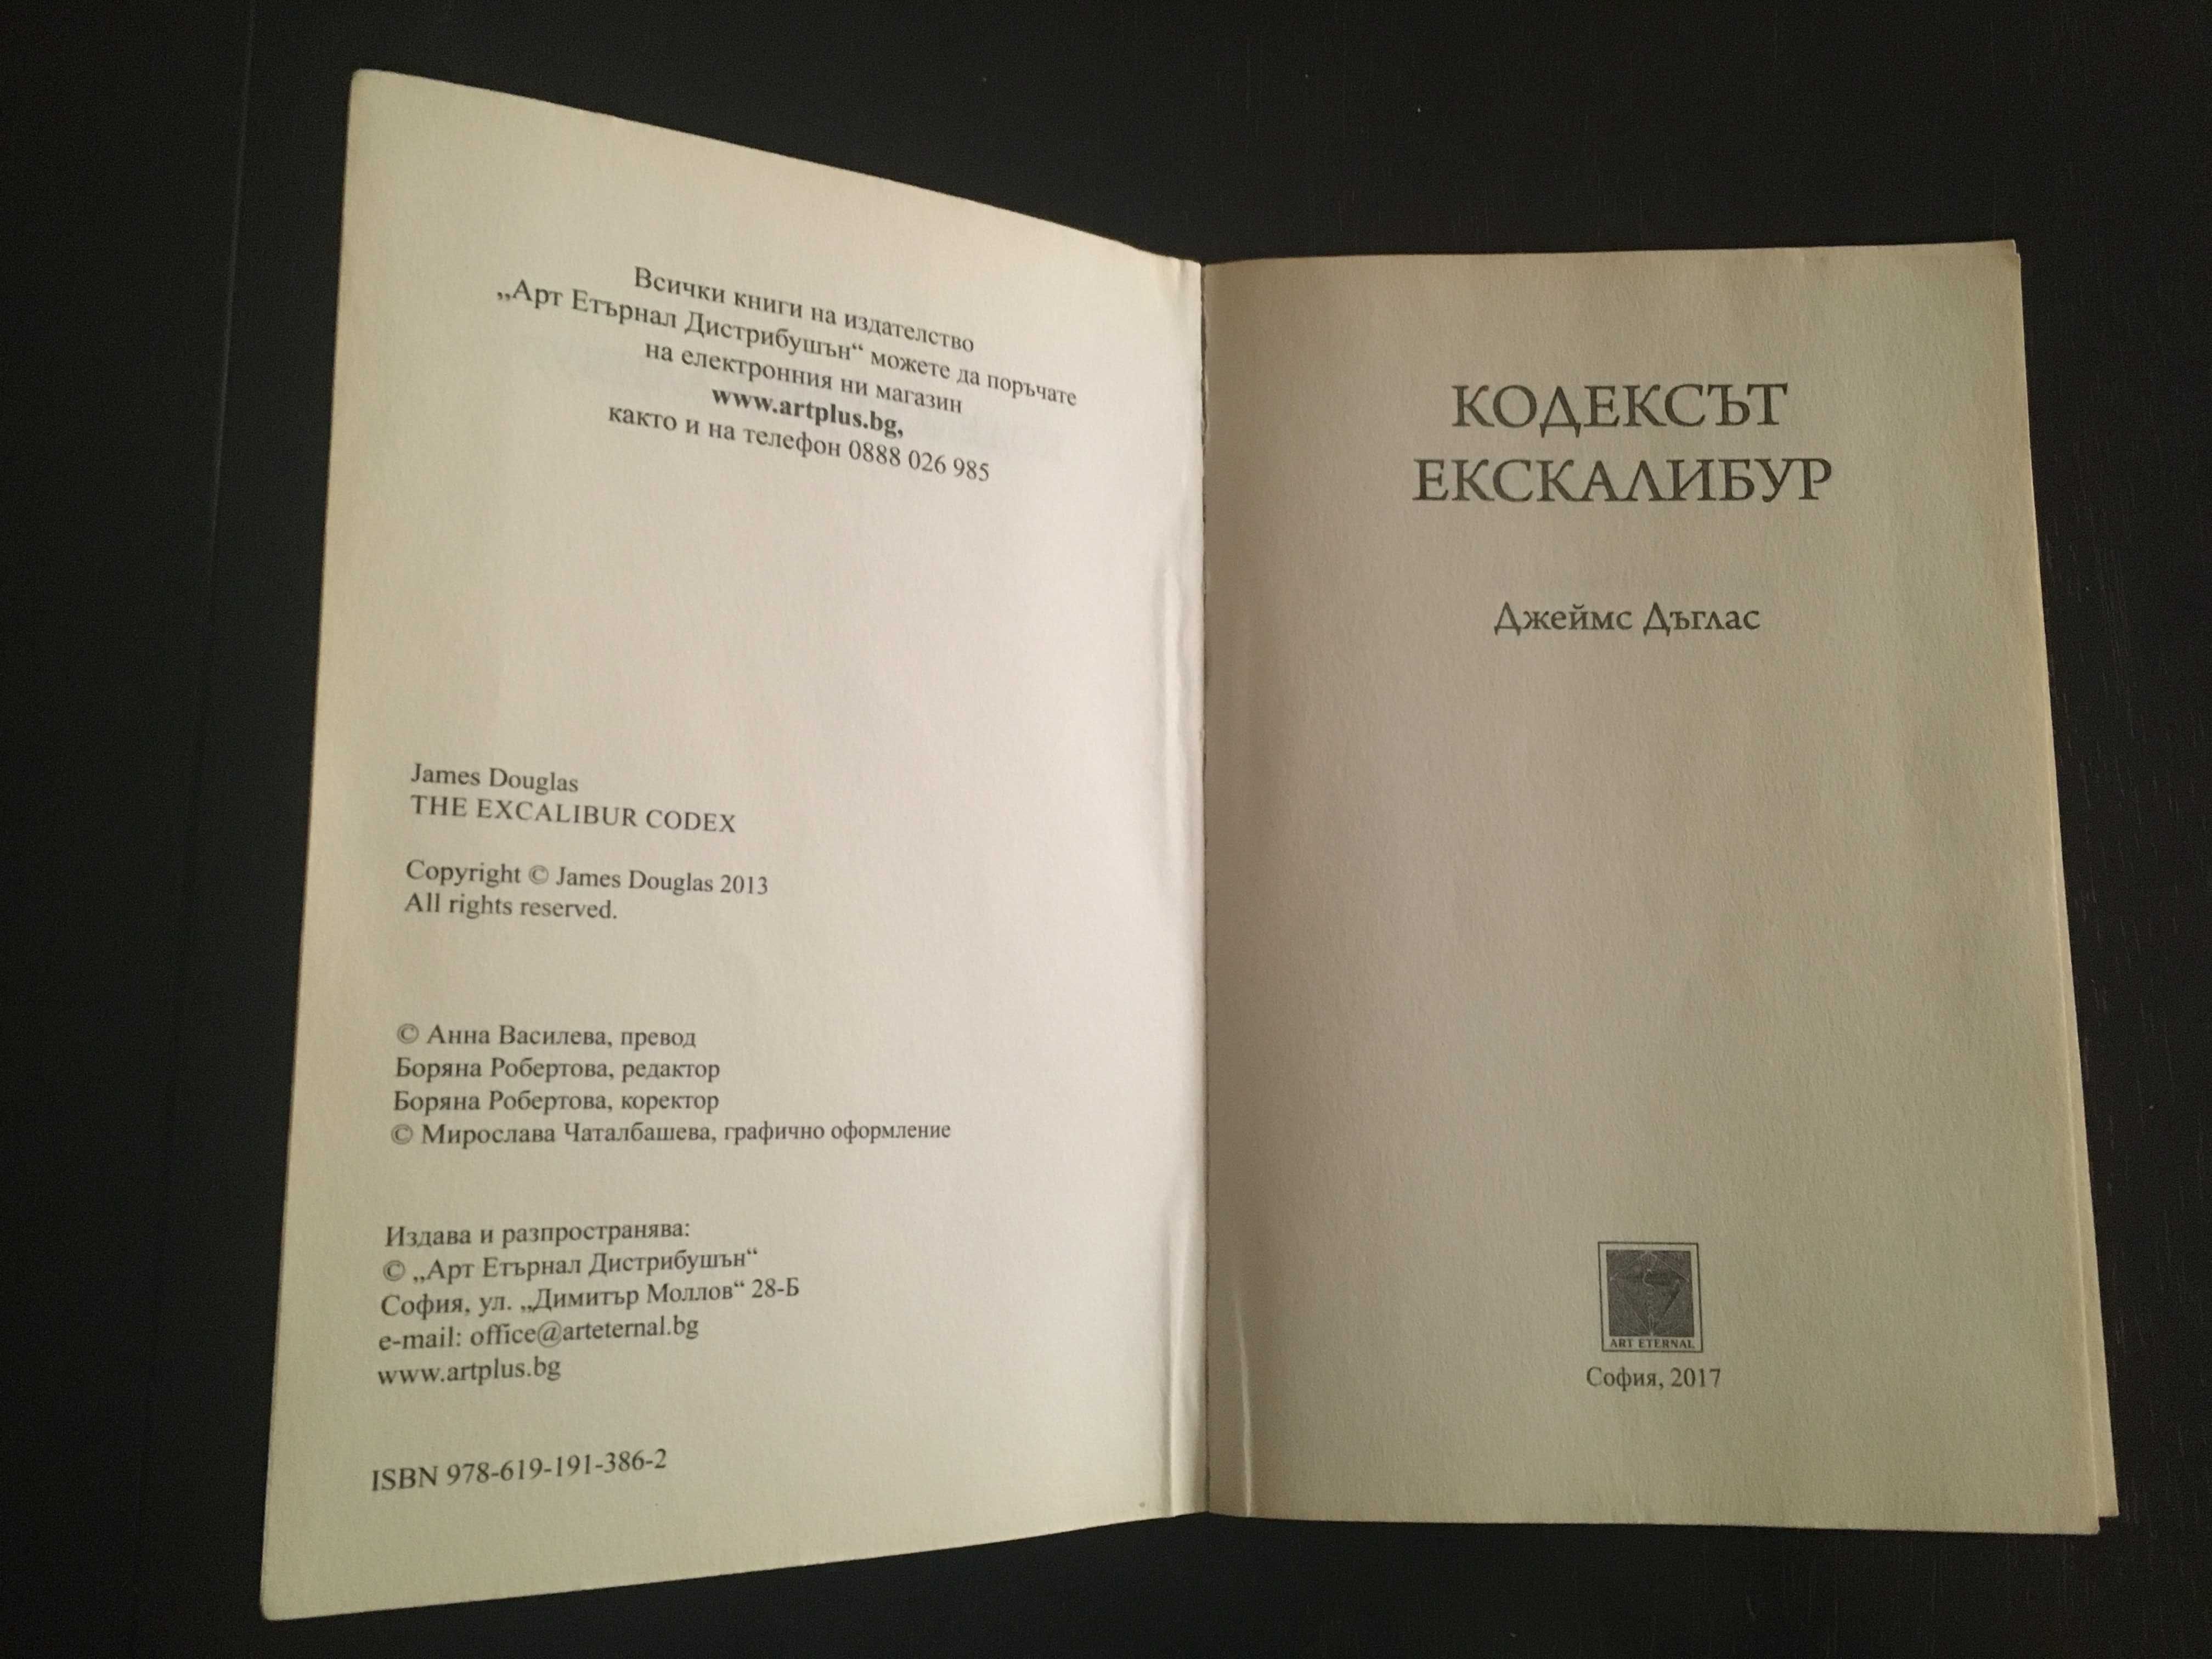 Всички книги на издателство
„Арт Етърнал Дистрибушън“ можете да поръчате
на електронния ни магазин
www.artplus.bg,
както и на телефон 0888 026 985
James Douglas
THE EXCALIBUR CODEX
Copyright © James Douglas 2013
All rights reserved.
© Анна Василева, превод
Боряна Робертова, редактор
Боряна Робертова, коректор
© Мирослава Чаталбашева, графично оформление
Издава и разпространява:
© „Арт Етърнал Дистрибушън“
София, ул. „Димитър Моллов“ 28-Б
e-mail: office@arteternal.bg
www.artplus.bg
ISBN 978-619-191-386-2
КОДЕКСЪТ
ЕКСКАЛИБУР
Джеймс Дъглас
ART ETERNAL
София, 2017